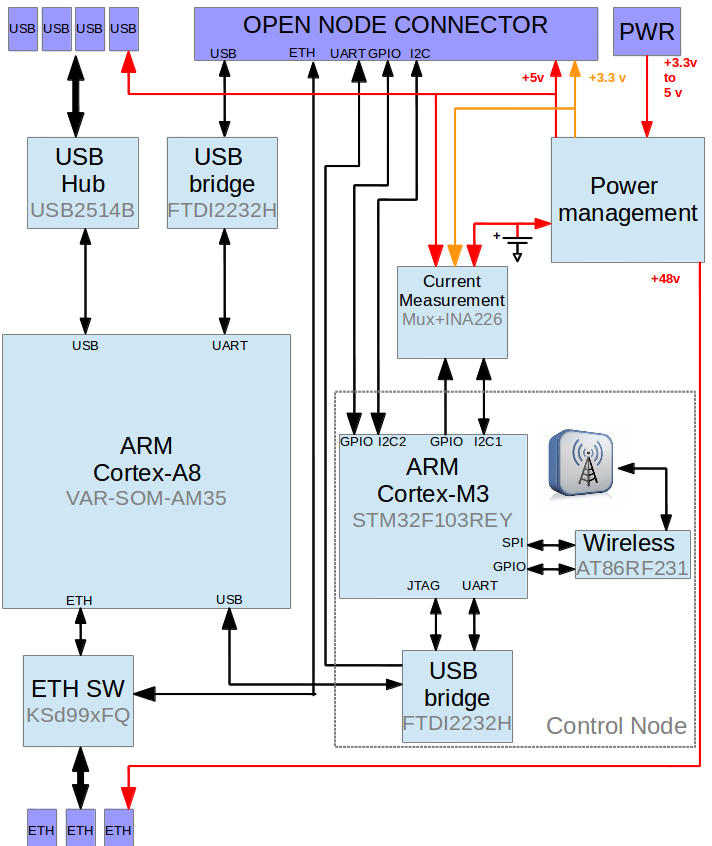 USB USB USB USB
OPEN NODE CONNECTOR
USB ETH UART GPIO I2C
PWR
+5v
+3.3 v
+3.3v
to
5 v
USB
Hub
USB2514B
USB
bridge
FTDI2232H
Power
management
+
+48v
Current
Measurement
Mux+INA226
USB UART
ARM
Cortex-A8
VAR-SOM-AM35
ETH USB
GPIO I2C2 GPIO I2C1
ARM
Cortex-M3
STM32F103REY
SPI
GPIO
JTAG UART
Wireless
AT86RF231
ETH SW
KSd99xFQ
USB
bridge
FTDI2232H
Control Node
ETH ETH ETH